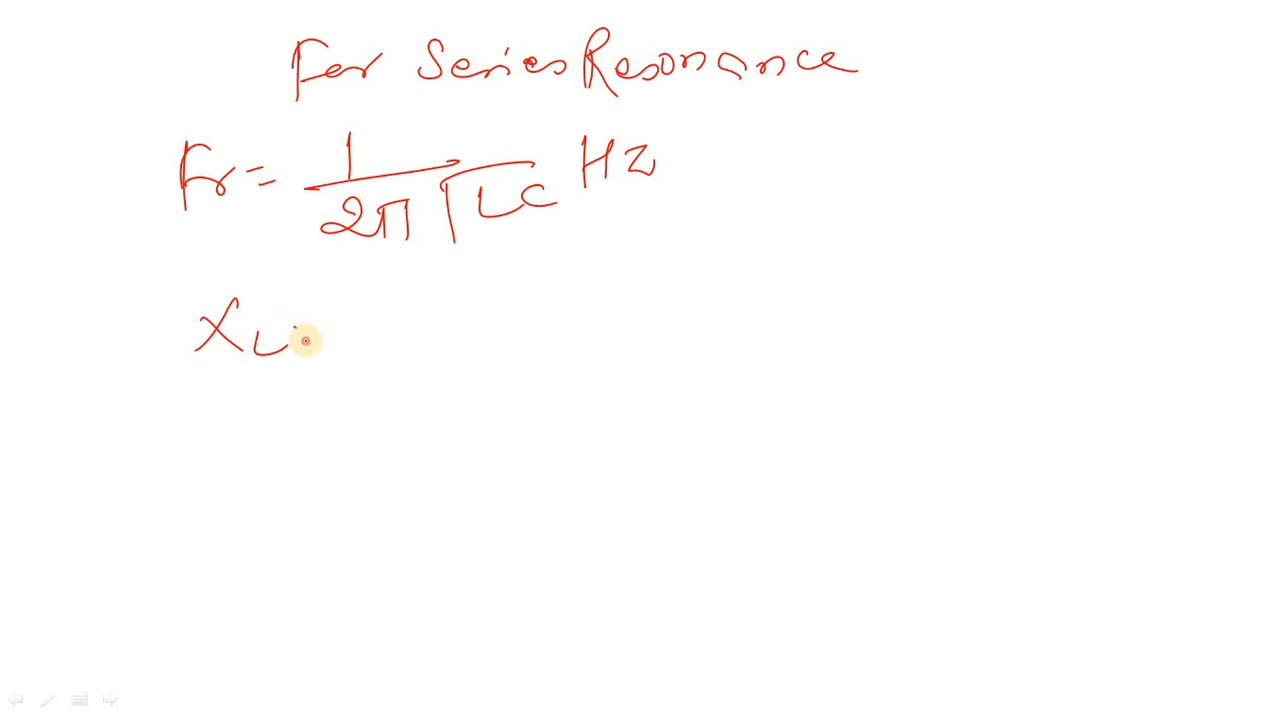 For Series Resonance
Fr = 1 / 2π √LC HZ
XL